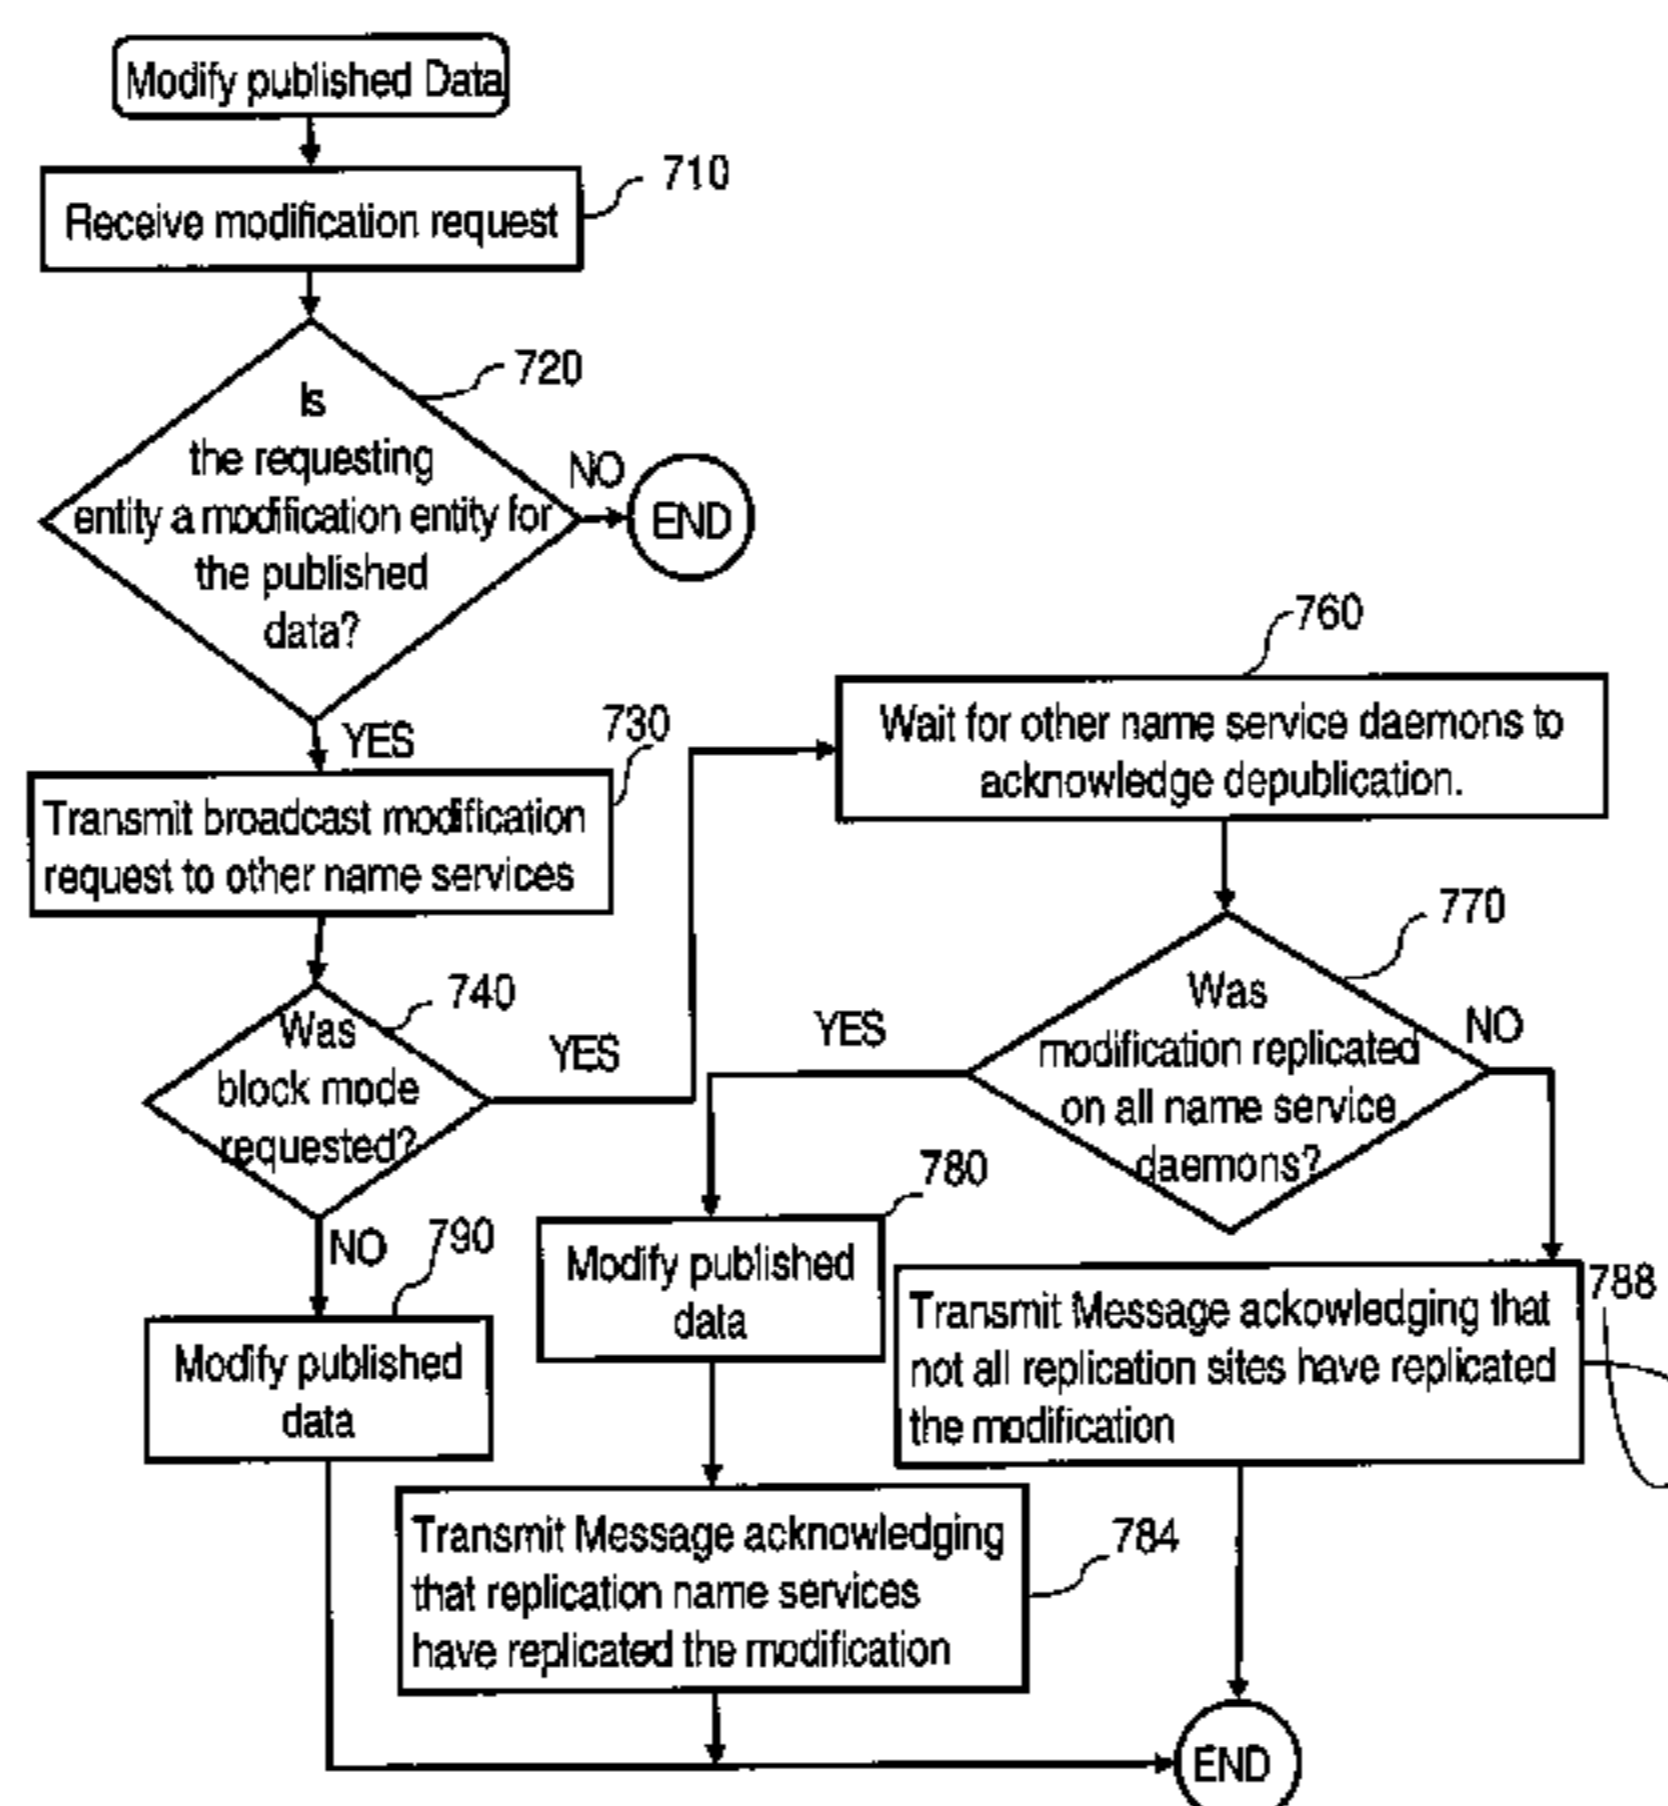 Modify published Data
710
Receive modification request
720
Is
the requesting
entity a modification entity for
the published
data?
NO
END
YES
730
Transmit broadcast modification
request to other name services
740
Was
block mode
requested?
YES
NO
760
Wait for other name service daemons to
acknowledge depublication.
770
Was
modification replicated
on all name service
daemons?
YES
NO
780
Modify published
data
788
Transmit Message ackowledging that
not all replication sites have replicated
the modification
790
Modify published
data
784
Transmit Message acknowledging
that replication name services
have replicated the modification
END